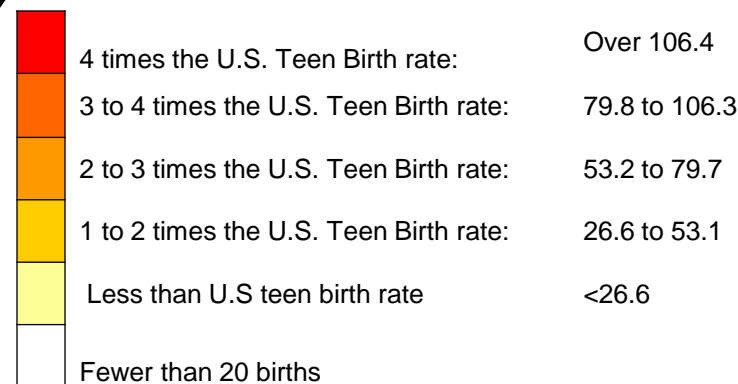 4 times the U.S. Teen Birth rate: Over 106.4
3 to 4 times the U.S. Teen Birth rate: 79.8 to 106.3
2 to 3 times the U.S. Teen Birth rate: 53.2 to 79.7
1 to 2 times the U.S. Teen Birth rate: 26.6 to 53.1
Less than U.S teen birth rate <26.6
Fewer than 20 births